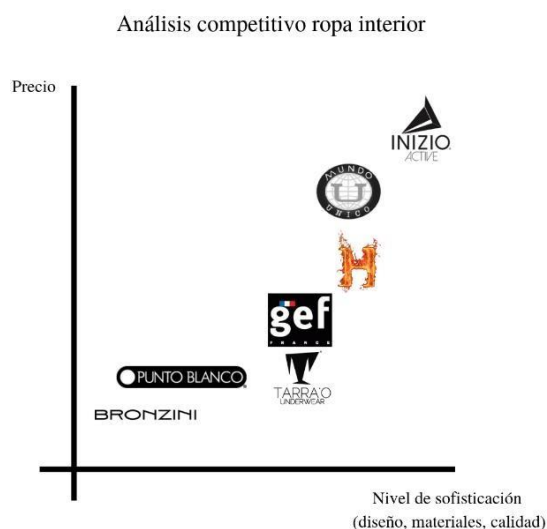 Análisis competitivo ropa interior
Precio
INIZIO
ACTIVE
MUNDO
U
UNICO
H
gef
FRANCE
PUNTO BLANCO
TARRA'O
UNDERWEAR
BRONZINI
Nivel de sofisticación
(diseño, materiales, calidad)